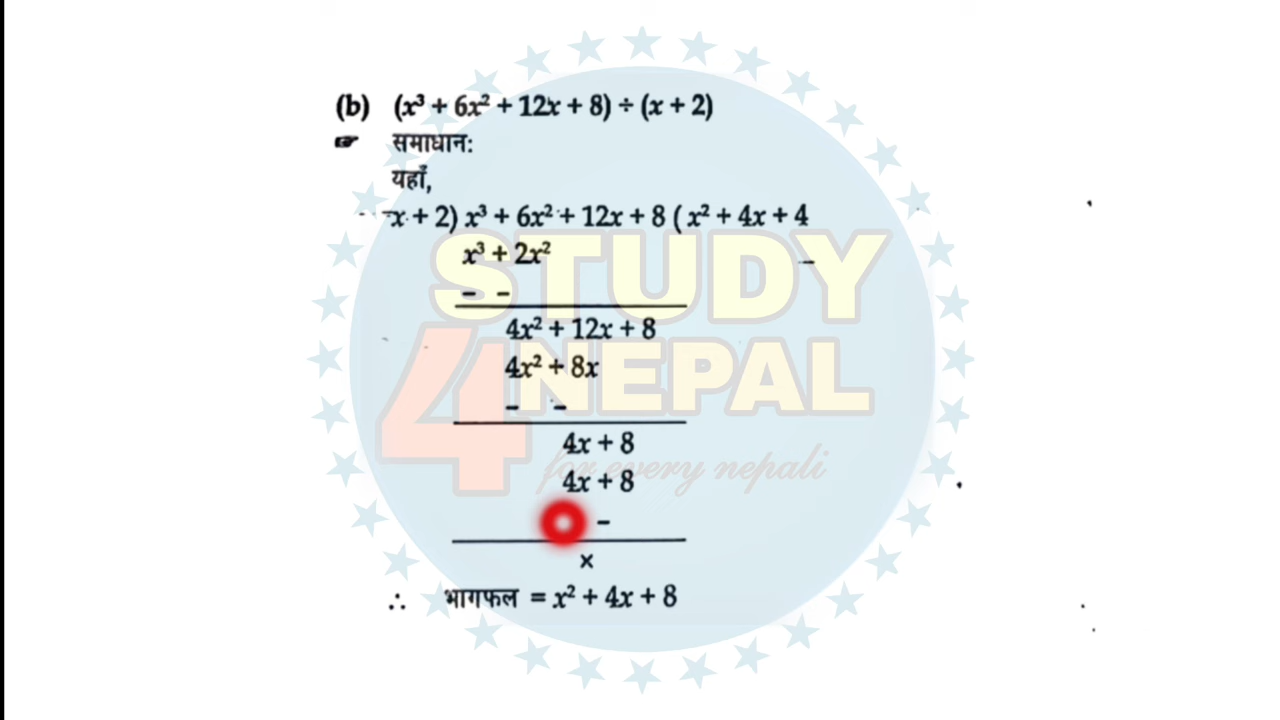 (b) (x³ + 6x² + 12x + 8) ÷ (x + 2)
☞ समाधान:
यहाँ,
x + 2) x³ + 6x² + 12x + 8 ( x² + 4x + 4
x³ + 2x²
– –
4x² + 12x + 8
4x² + 8x
– –
4x + 8
4x + 8
–
×
∴ भागफल = x² + 4x + 8
STUDY
4 NEPAL
for every nepali